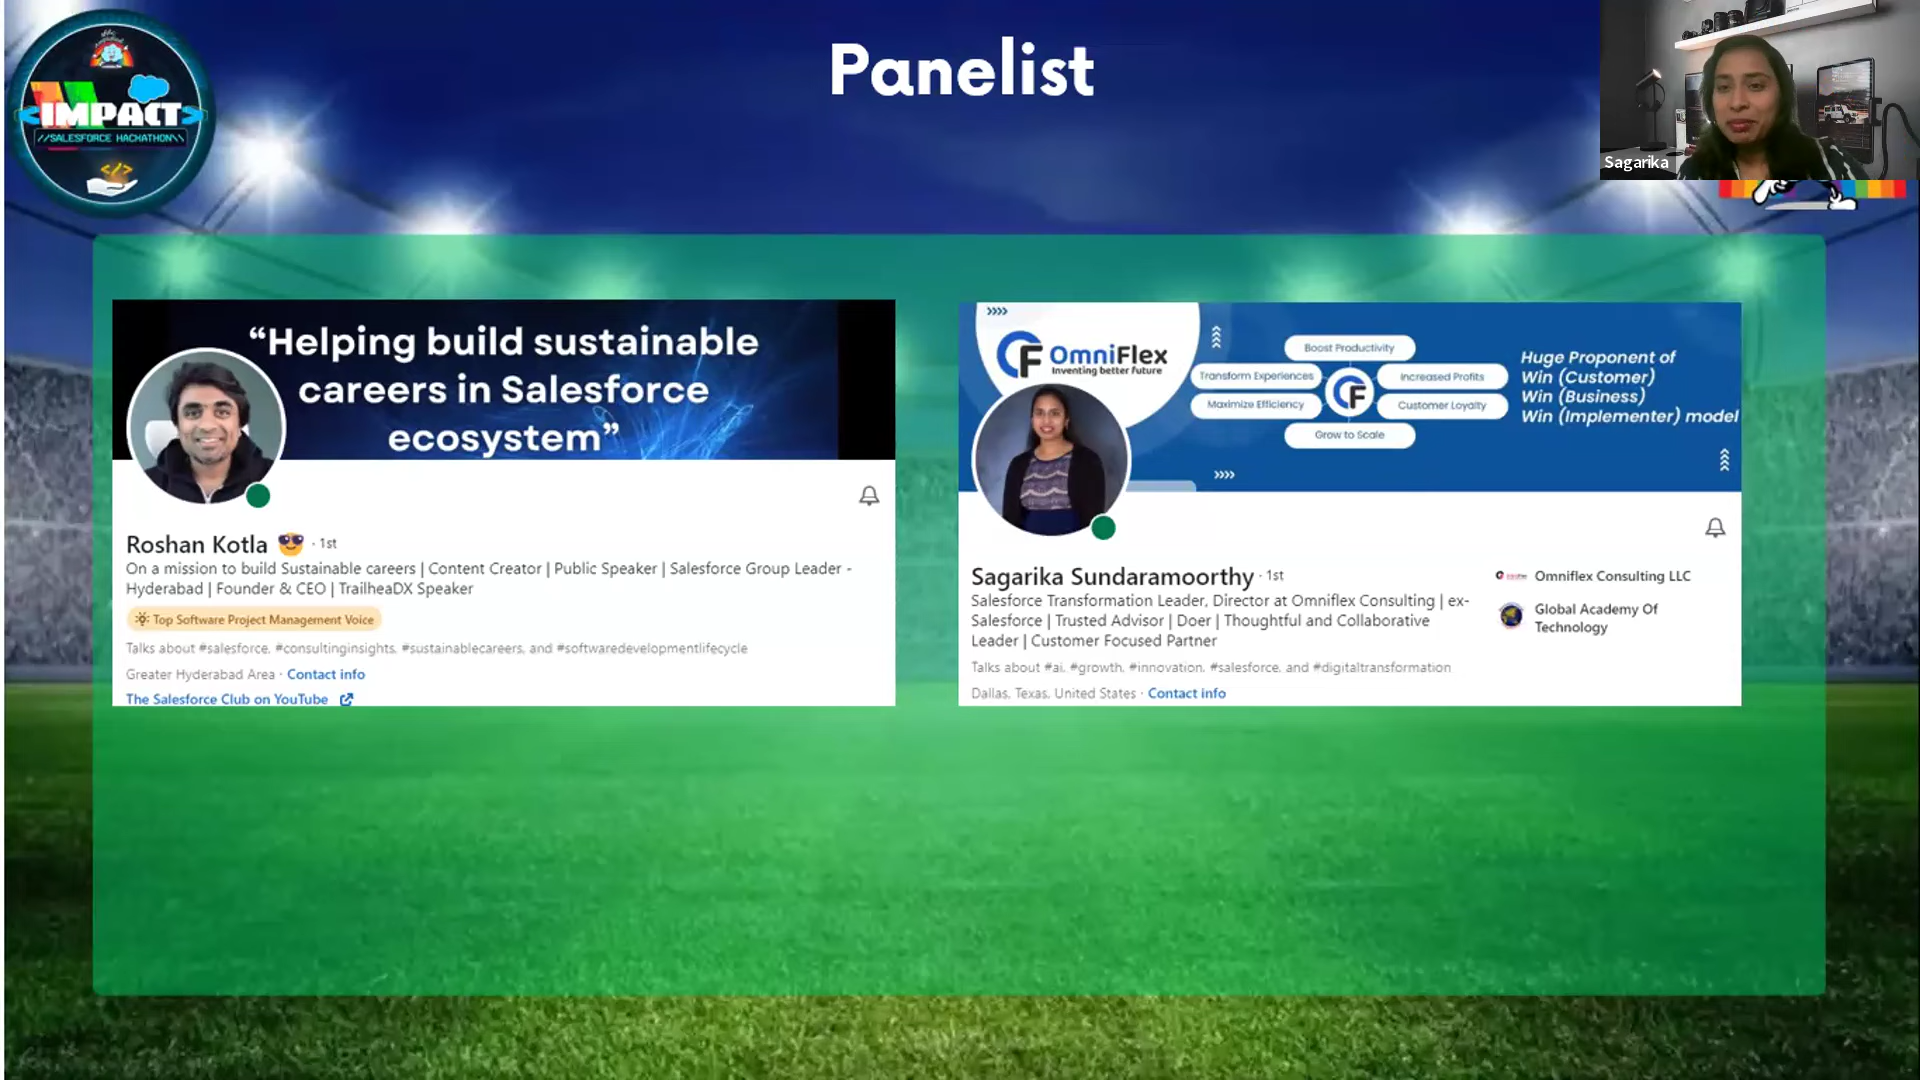 IMPACT
//SALESFORCE HACKATHON\\
</>
Panelist
Sagarika
“Helping build sustainable
careers in Salesforce
ecosystem”
Roshan Kotla · 1st
On a mission to build Sustainable careers | Content Creator | Public Speaker | Salesforce Group Leader -
Hyderabad | Founder & CEO | TrailheaDX Speaker
Top Software Project Management Voice
Talks about #salesforce, #consultinginsights, #sustainablecareers, and #softwaredevelopmentlifecycle
Greater Hyderabad Area · Contact info
The Salesforce Club on YouTube
OmniFlex
Inventing better future
Boost Productivity
Transform Experiences
Increased Profits
Maximize Efficiency
Customer Loyalty
Grow to Scale
Huge Proponent of
Win (Customer)
Win (Business)
Win (Implementer) model
Sagarika Sundaramoorthy · 1st
Salesforce Transformation Leader, Director at Omniflex Consulting | ex-
Salesforce | Trusted Advisor | Doer | Thoughtful and Collaborative
Leader | Customer Focused Partner
Talks about #ai, #growth, #innovation, #salesforce, and #digitaltransformation
Dallas, Texas, United States · Contact info
Omniflex Consulting LLC
Global Academy Of
Technology